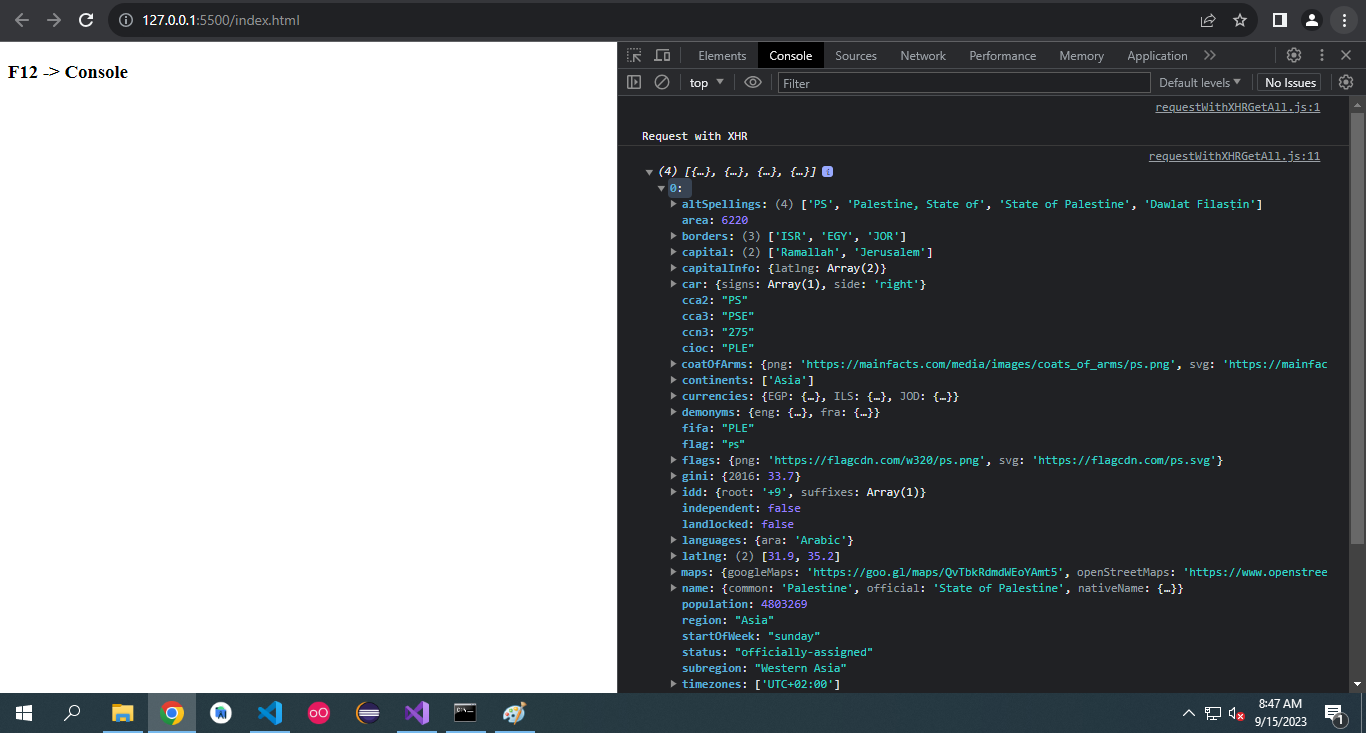 127.0.0.1:5500/index.html
F12 -> Console
Elements Console Sources Network Performance Memory Application
top Filter Default levels No Issues
requestWithXHRGetAll.js:1
Request with XHR
requestWithXHRGetAll.js:11
(4) [{…}, {…}, {…}, {…}] i
0:
altSpellings: (4) ['PS', 'Palestine, State of', 'State of Palestine', 'Dawlat Filasṭin']
area: 6220
borders: (3) ['ISR', 'EGY', 'JOR']
capital: (2) ['Ramallah', 'Jerusalem']
capitalInfo: {latlng: Array(2)}
car: {signs: Array(1), side: 'right'}
cca2: "PS"
cca3: "PSE"
ccn3: "275"
cioc: "PLE"
coatOfArms: {png: 'https://mainfacts.com/media/images/coats_of_arms/ps.png', svg: 'https://mainfac
continents: ['Asia']
currencies: {EGP: {…}, ILS: {…}, JOD: {…}}
demonyms: {eng: {…}, fra: {…}}
fifa: "PLE"
flag: "🇵🇸"
flags: {png: 'https://flagcdn.com/w320/ps.png', svg: 'https://flagcdn.com/ps.svg'}
gini: {2016: 33.7}
idd: {root: '+9', suffixes: Array(1)}
independent: false
landlocked: false
languages: {ara: 'Arabic'}
latlng: (2) [31.9, 35.2]
maps: {googleMaps: 'https://goo.gl/maps/QvTbkRdmdWEoYAmt5', openStreetMaps: 'https://www.openstree
name: {common: 'Palestine', official: 'State of Palestine', nativeName: {…}}
population: 4803269
region: "Asia"
startOfWeek: "sunday"
status: "officially-assigned"
subregion: "Western Asia"
timezones: ['UTC+02:00']
8:47 AM
9/15/2023
1